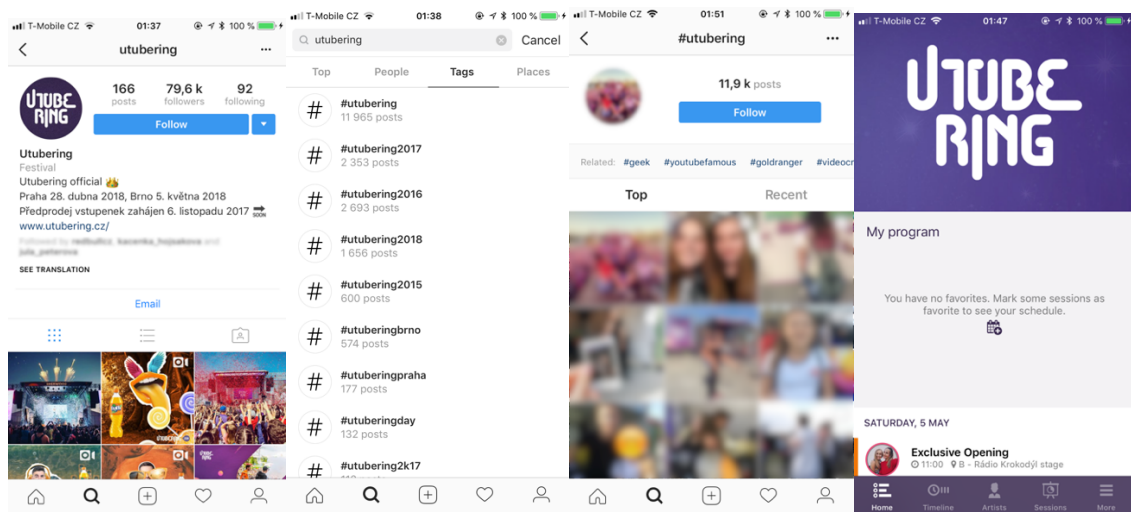 T-Mobile CZ 01:37 100 %
utubering
UTUBE
RING
166 79,6 k 92
posts followers following
Follow
Utubering
Festival
Utubering official
Praha 28. dubna 2018, Brno 5. května 2018
Předprodej vstupenek zahájen 6. listopadu 2017 SOON
www.utubering.cz/
SEE TRANSLATION
Email
T-Mobile CZ 01:38 100 %
utubering Cancel
Top People Tags Places
#utubering
11 965 posts
#utubering2017
2 353 posts
#utubering2016
2 693 posts
#utubering2018
1 656 posts
#utubering2015
600 posts
#utuberingbrno
574 posts
#utuberingpraha
177 posts
#utuberingday
132 posts
#utubering2k17
T-Mobile CZ 01:51 100 %
#utubering
11,9 k posts
Follow
Related: #geek #youtubefamous #goldranger #videocr
Top Recent
T-Mobile CZ 01:47 100 %
UTUBE
RING
My program
You have no favorites. Mark some sessions as
favorite to see your schedule.
SATURDAY, 5 MAY
Exclusive Opening
11:00 B - Rádio Krokodýl stage
Home Timeline Artists Sessions More